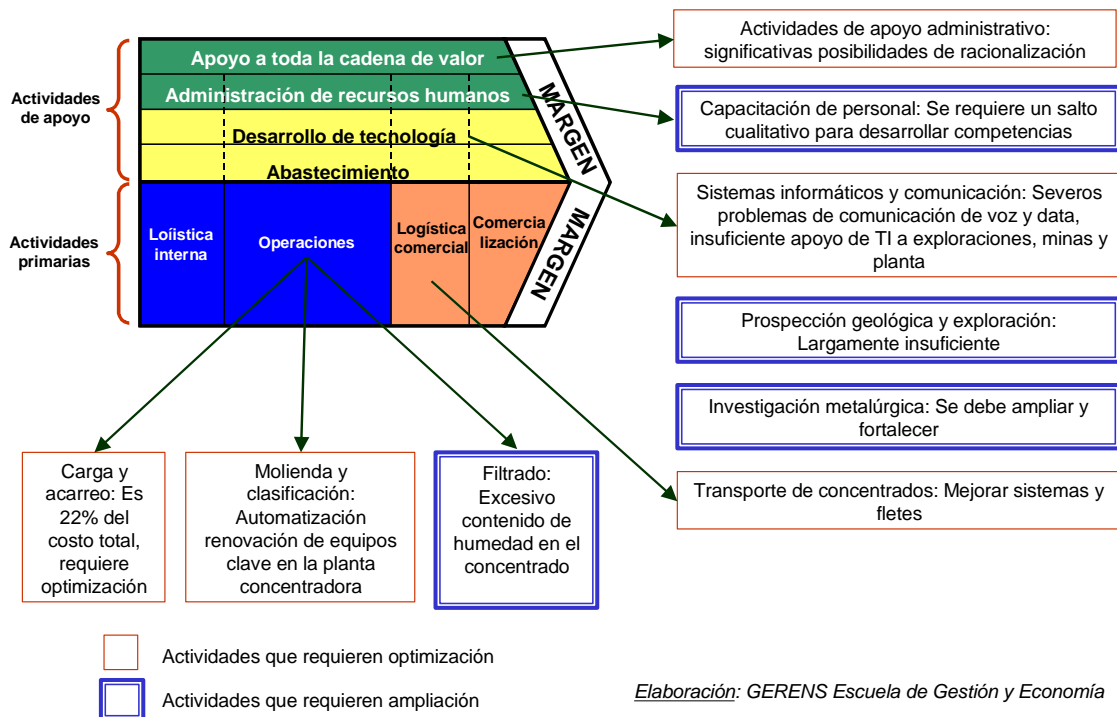 Apoyo a toda la cadena de valor
Administración de recursos humanos
Desarrollo de tecnología
Abastecimiento
MARGEN
MARGEN
Actividades
de apoyo
Actividades
primarias
Loíistica
interna
Operaciones
Logística
comercial
Comercia
lización
Actividades de apoyo administrativo:
significativas posibilidades de racionalización
Capacitación de personal: Se requiere un salto
cualitativo para desarrollar competencias
Sistemas informáticos y comunicación: Severos
problemas de comunicación de voz y data,
insuficiente apoyo de TI a exploraciones, minas y
planta
Prospección geológica y exploración:
Largamente insuficiente
Investigación metalúrgica: Se debe ampliar y
fortalecer
Transporte de concentrados: Mejorar sistemas y
fletes
Carga y
acarreo: Es
22% del
costo total,
requiere
optimización
Molienda y
clasificación:
Automatización
renovación de equipos
clave en la planta
concentradora
Filtrado:
Excesivo
contenido de
humedad en el
concentrado
Actividades que requieren optimización
Actividades que requieren ampliación
Elaboración: GERENS Escuela de Gestión y Economía